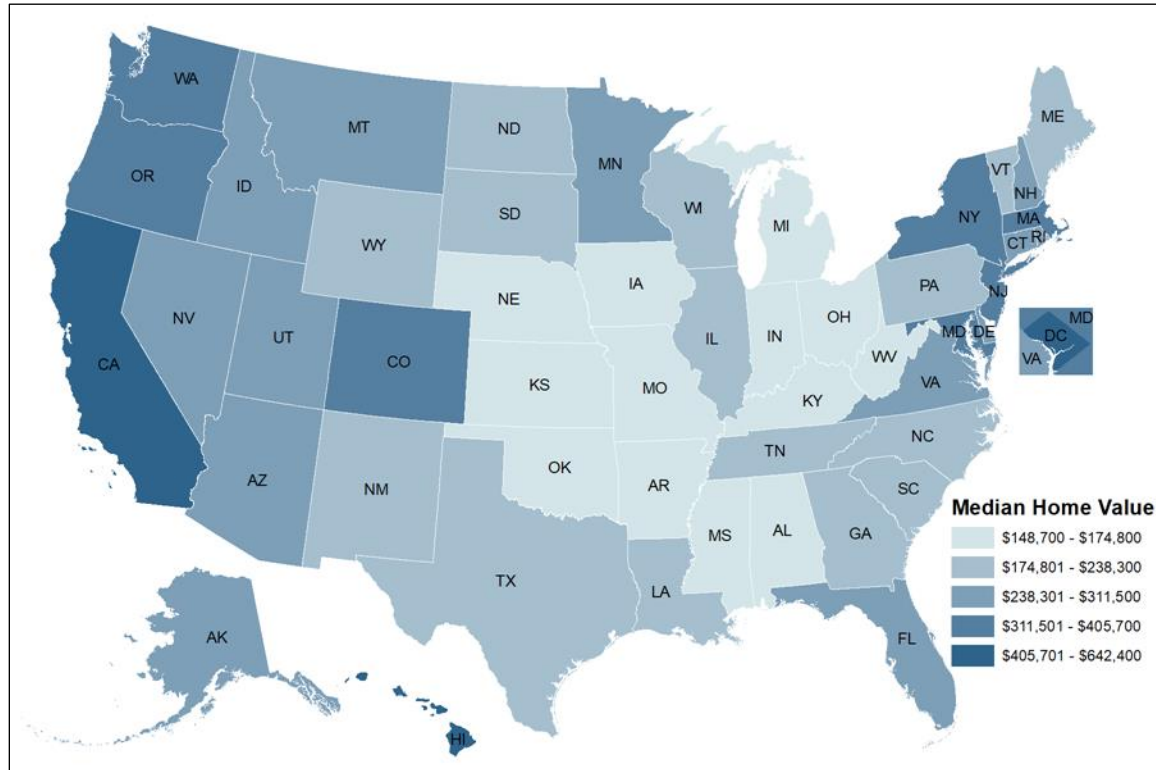 WA
MT
ND
ME
OR
ID
MN
VT
NH
SD
WI
NY
MA
WY
MI
CT
RI
PA
NE
IA
NJ
NV
UT
IL
IN
OH
MD
DE
MD
DC
VA
CA
CO
WV
VA
KS
MO
KY
NC
TN
AZ
NM
OK
AR
SC
MS
AL
GA
TX
LA
FL
AK
HI
Median Home Value
$148,700 - $174,800
$174,801 - $238,300
$238,301 - $311,500
$311,501 - $405,700
$405,701 - $642,400